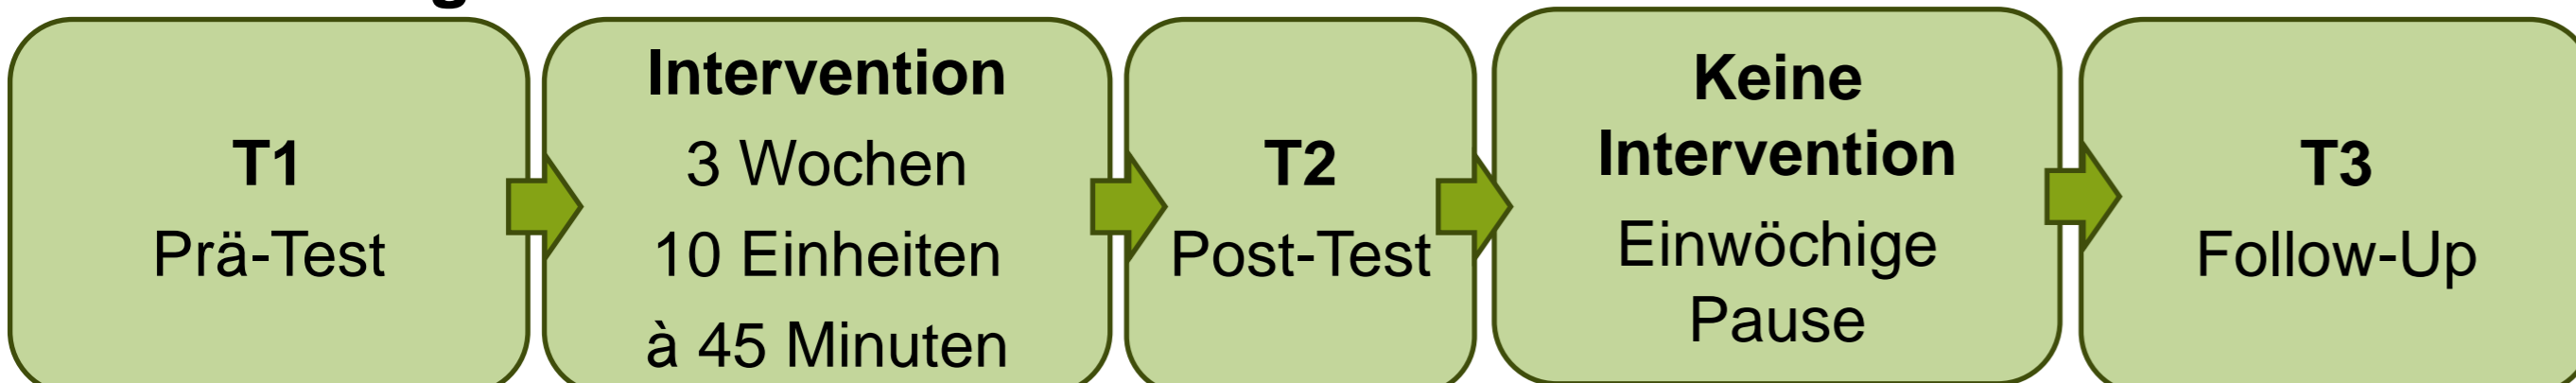 T1
Prä-Test
Intervention
3 Wochen
10 Einheiten
à 45 Minuten
T2
Post-Test
Keine
Intervention
Einwöchige
Pause
T3
Follow-Up